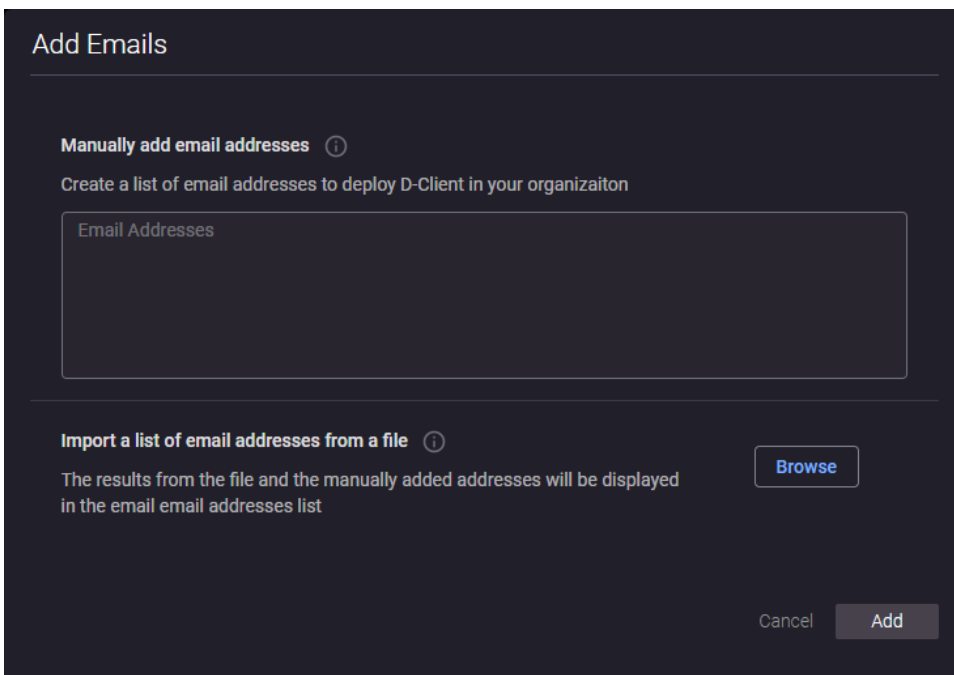 Add Emails
Manually add email addresses
Create a list of email addresses to deploy D-Client in your organizaiton
Email Addresses
Import a list of email addresses from a file
The results from the file and the manually added addresses will be displayed
in the email email addresses list
Browse
Cancel
Add